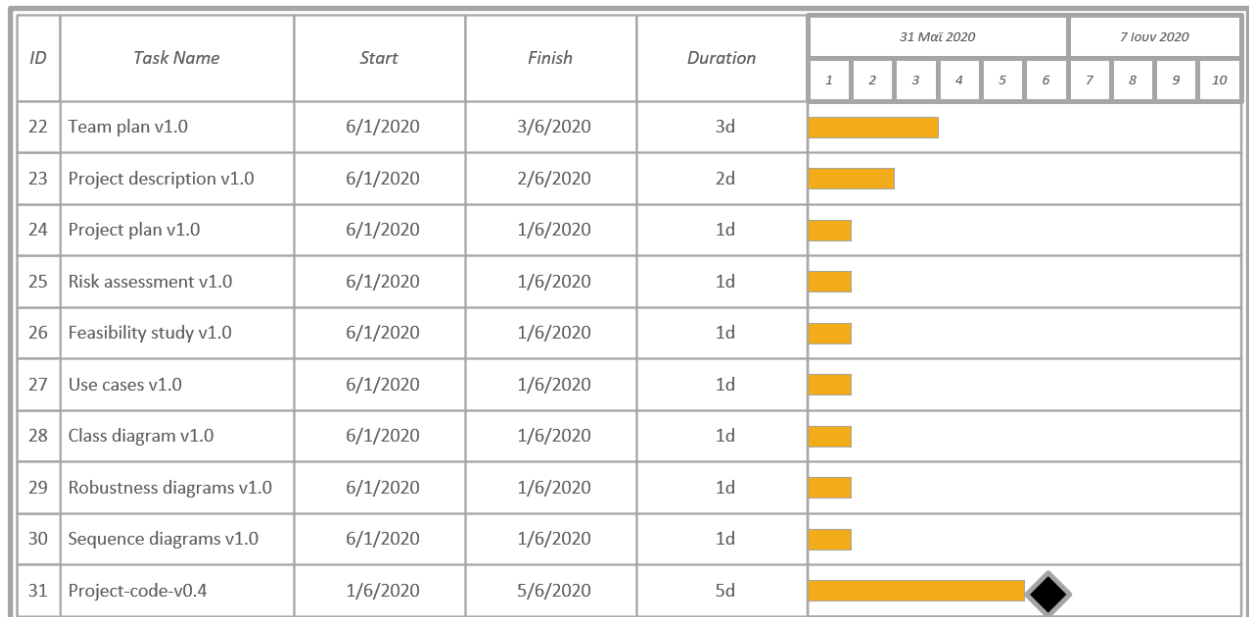 ID Task Name Start Finish Duration 31 Μαϊ 2020 7 Ιουν 2020
1 2 3 4 5 6 7 8 9 10
22 Team plan v1.0 6/1/2020 3/6/2020 3d
23 Project description v1.0 6/1/2020 2/6/2020 2d
24 Project plan v1.0 6/1/2020 1/6/2020 1d
25 Risk assessment v1.0 6/1/2020 1/6/2020 1d
26 Feasibility study v1.0 6/1/2020 1/6/2020 1d
27 Use cases v1.0 6/1/2020 1/6/2020 1d
28 Class diagram v1.0 6/1/2020 1/6/2020 1d
29 Robustness diagrams v1.0 6/1/2020 1/6/2020 1d
30 Sequence diagrams v1.0 6/1/2020 1/6/2020 1d
31 Project-code-v0.4 1/6/2020 5/6/2020 5d